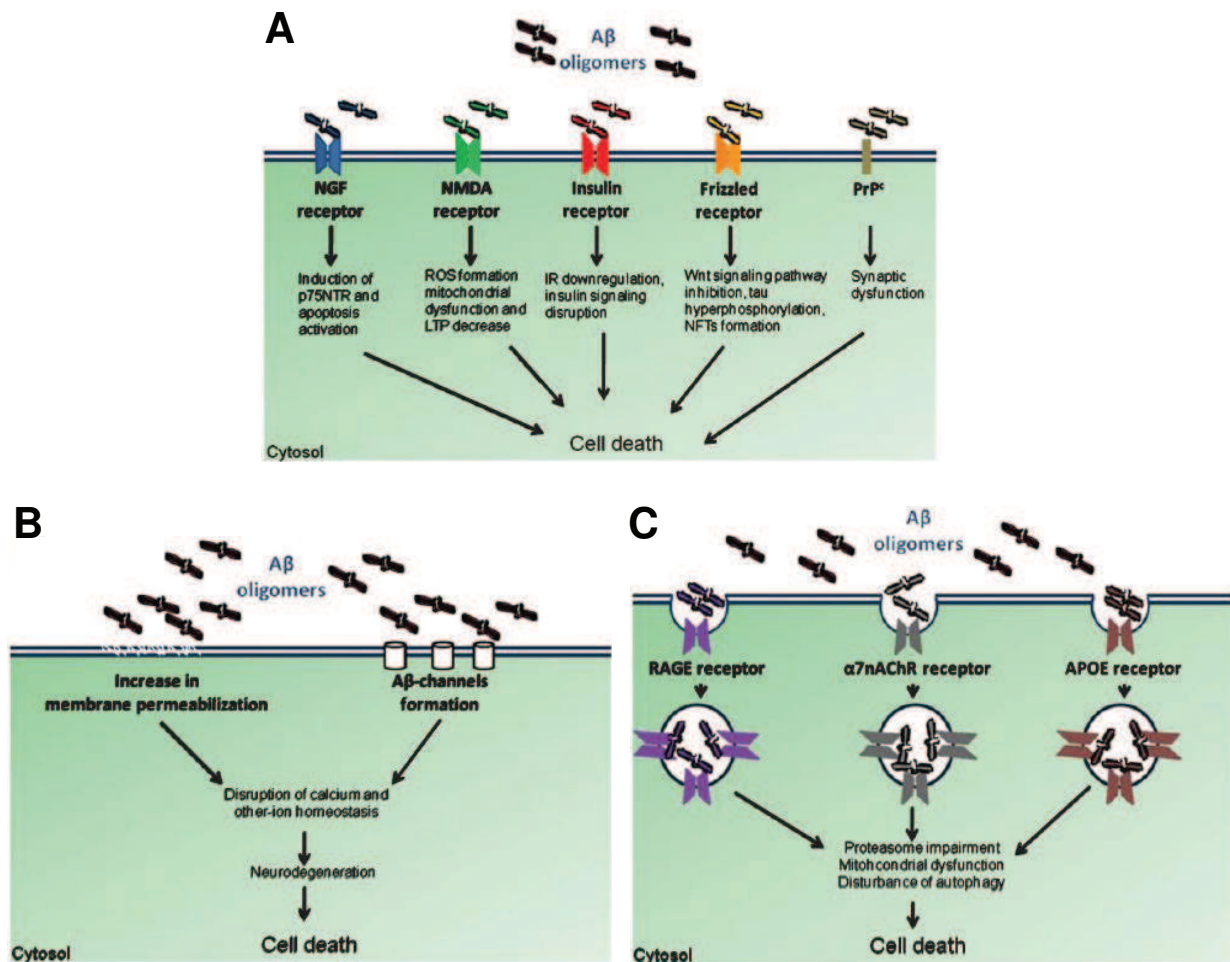 A
Aβ
oligomers
NGF
receptor
NMDA
receptor
Insulin
receptor
Frizzled
receptor
PrPᶜ
Induction of
p75NTR and
apoptosis
activation
ROS formation
mitochondrial
dysfunction and
LTP decrease
IR downregulation,
insulin signaling
disruption
Wnt signaling pathway
inhibition, tau
hyperphosphorylation,
NFTs formation
Synaptic
dysfunction
Cell death
Cytosol
B
Aβ
oligomers
Increase in
membrane permeabilization
Aβ-channels
formation
Disruption of calcium and
other-ion homeostasis
Neurodegeneration
Cell death
Cytosol
C
Aβ
oligomers
RAGE receptor
α7nAChR receptor
APOE receptor
Proteasome impairment
Mitohcondrial dysfunction
Disturbance of autophagy
Cell death
Cytosol